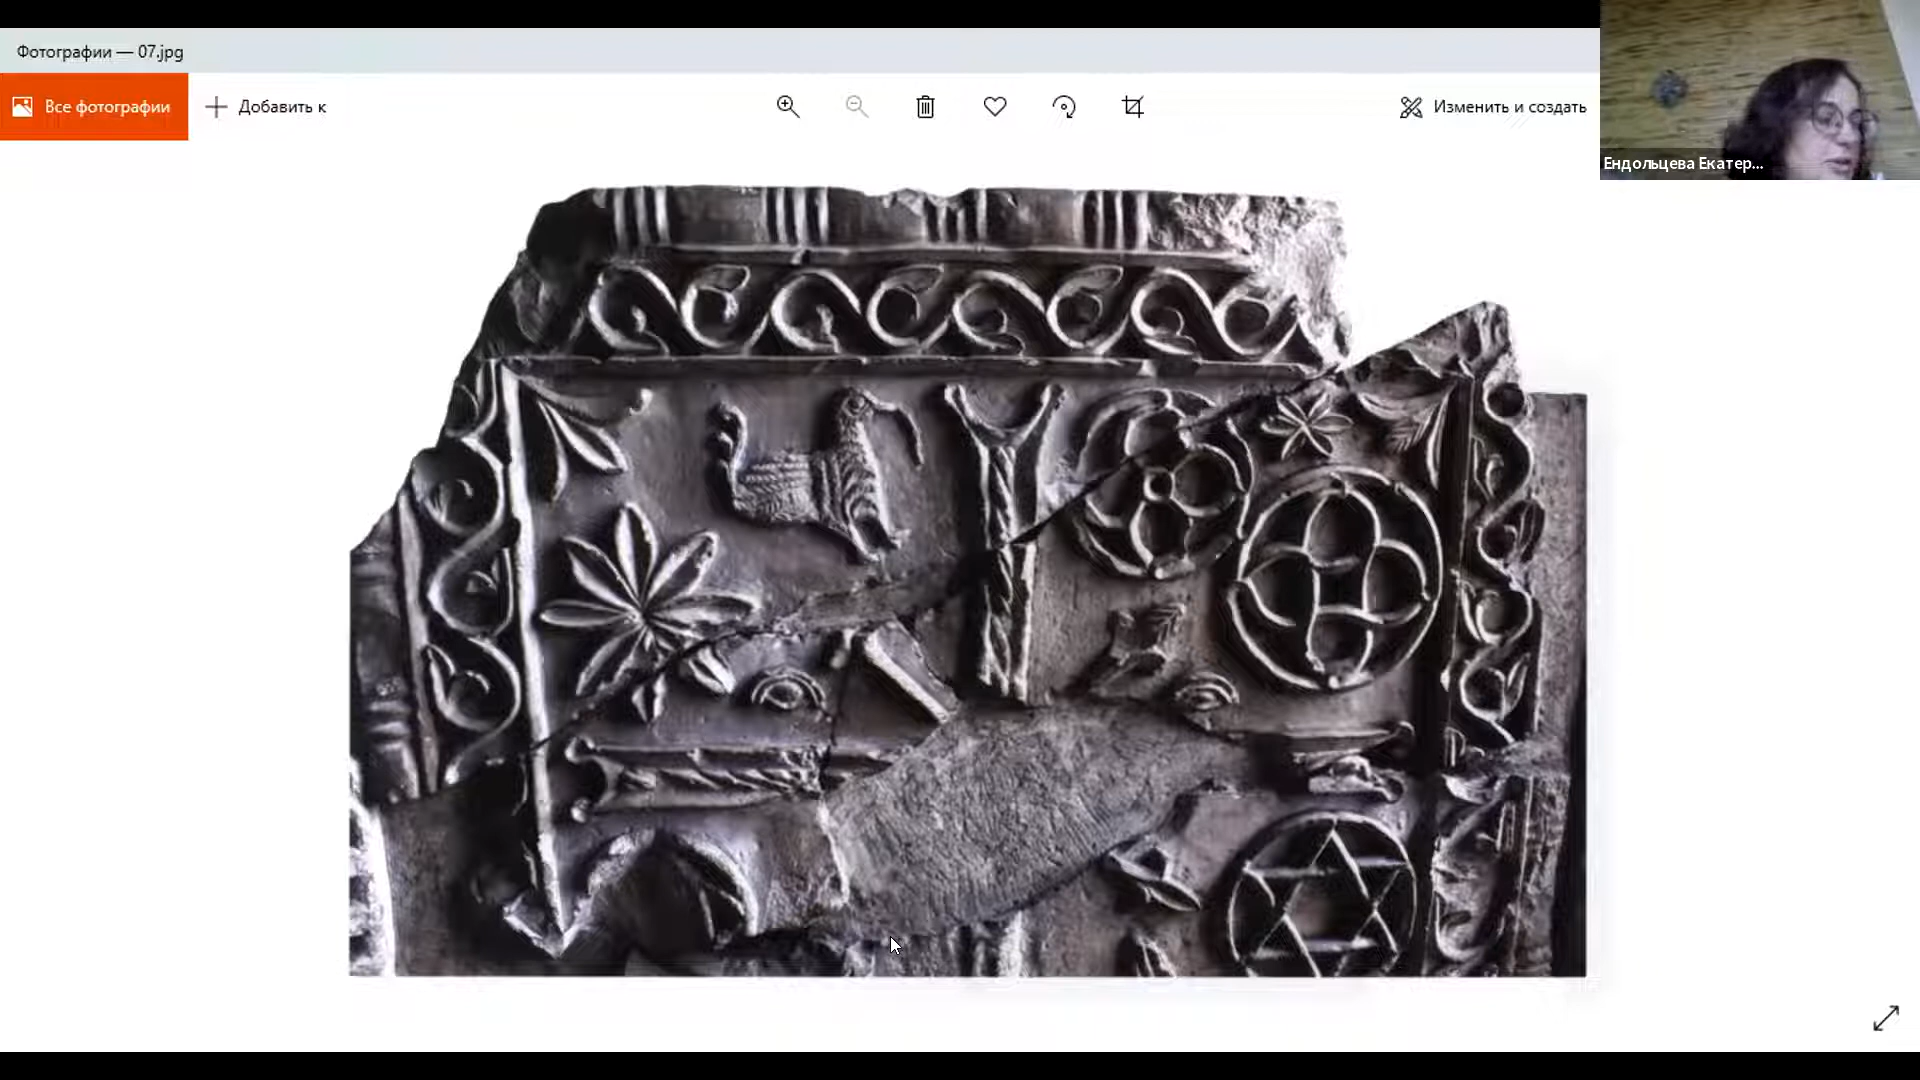 Фотографии — 07.jpg
Все фотографии
Добавить к
Изменить и создать
Ендольцева Екатер...